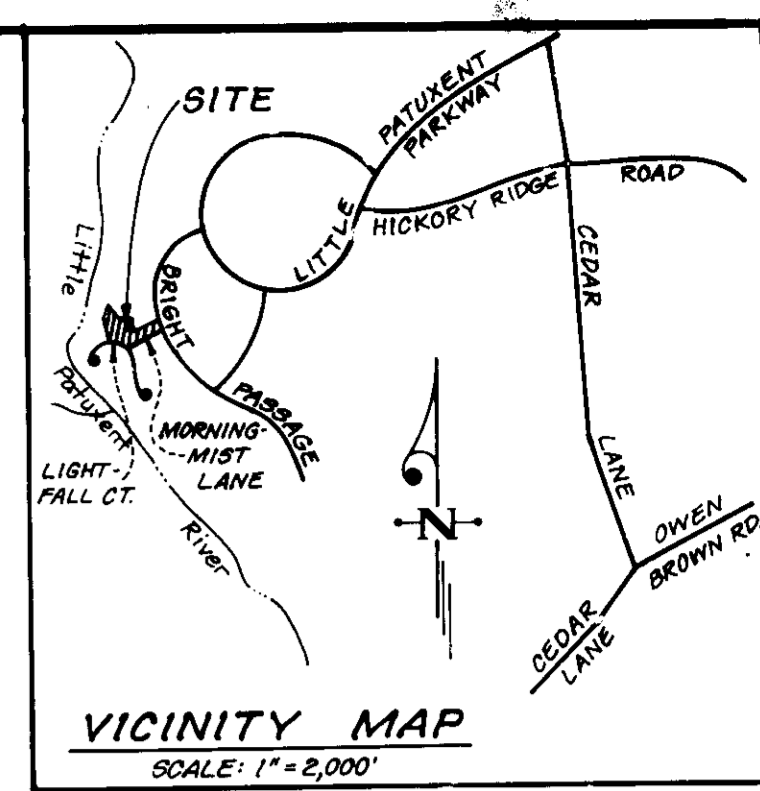 SITE
PATUXENT
PARKWAY
LITTLE
HICKORY RIDGE
ROAD
Little
BRIGHT
CEDAR
Patuxent
PASSAGE
MORNING-
MIST
LANE
LIGHT-
FALL CT.
River
N
LANE
OWEN
BROWN RD.
CEDAR
LANE
VICINITY MAP
SCALE: 1" = 2,000'